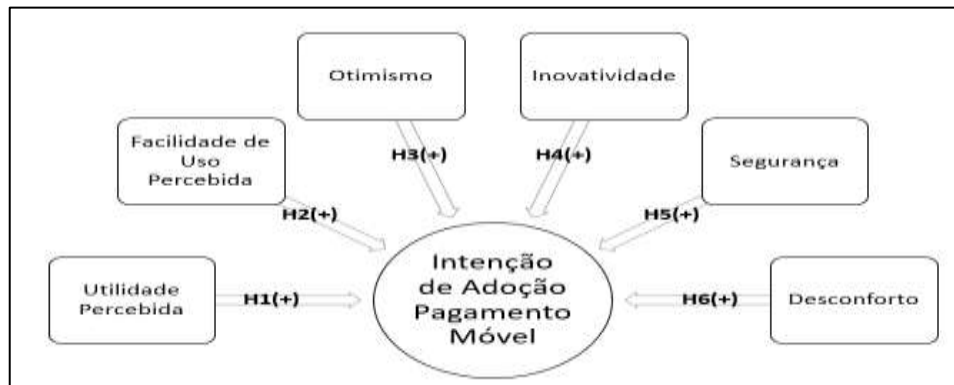 Otimismo
Inovatividade
Facilidade de
Uso
Percebida
Segurança
H3(+)
H4(+)
H2(+)
H5(+)
Utilidade
Percebida
H1(+)
Intenção
de Adoção
Pagamento
Móvel
H6(+)
Desconforto